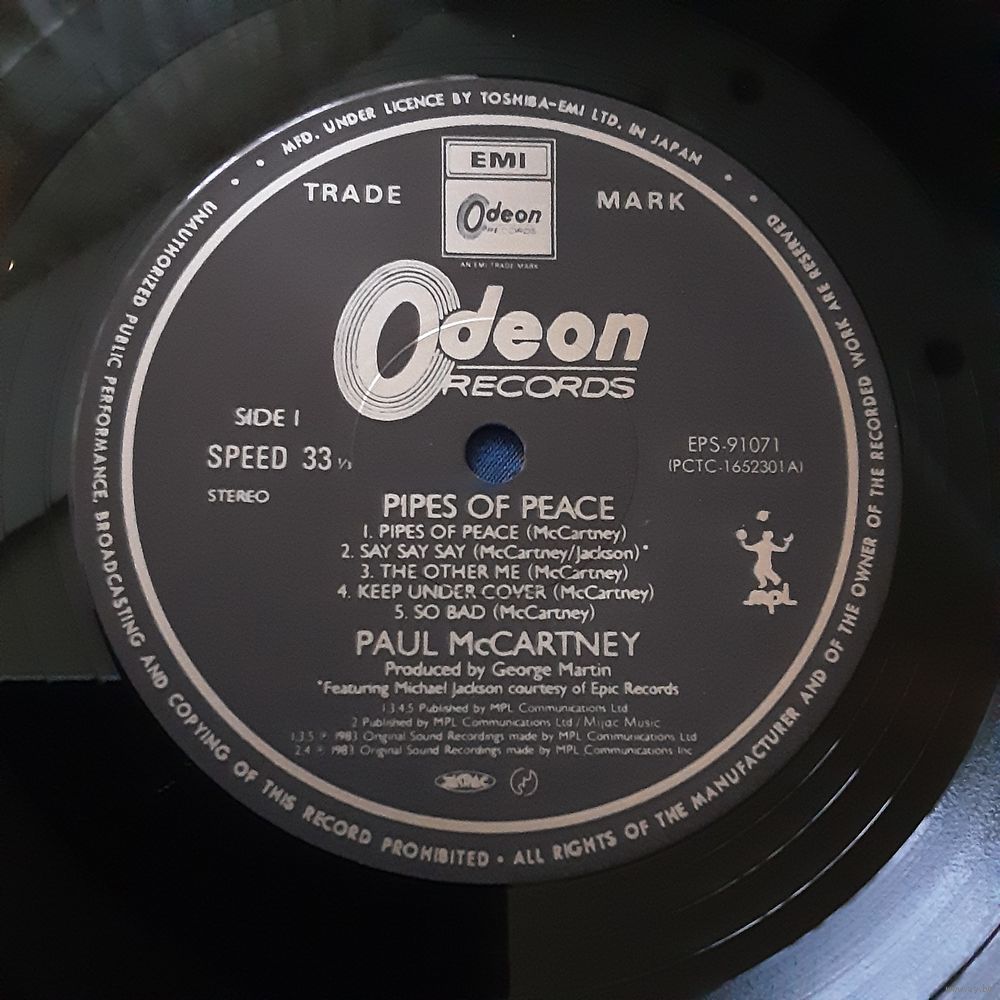 MFD. UNDER LICENCE BY TOSHIBA-EMI LTD. IN JAPAN
EMI
Odeon
RECORDS
AN EMI TRADE MARK
TRADE MARK
Odeon
RECORDS
SIDE 1
SPEED 33 1/3
STEREO
EPS-91071
(PCTC-1652301A)
PIPES OF PEACE
1. PIPES OF PEACE (McCartney)
2. SAY SAY SAY (McCartney/Jackson)*
3. THE OTHER ME (McCartney)
4. KEEP UNDER COVER (McCartney)
5. SO BAD (McCartney)
mpl
PAUL McCARTNEY
Produced by George Martin
*Featuring Michael Jackson courtesy of Epic Records
1.3.4.5 Published by MPL Communications Ltd
2 Published by MPL Communications Ltd / Mijac Music
1.3.5 ℗ 1983 Original Sound Recordings made by MPL Communications Ltd
2.4 ℗ 1983 Original Sound Recordings made by MPL Communications Inc
UNAUTHORIZED PUBLIC PERFORMANCE, BROADCASTING AND COPYING OF THIS RECORD PROHIBITED • ALL RIGHTS OF THE MANUFACTURER AND OF THE OWNER OF THE RECORDED WORK ARE RESERVED